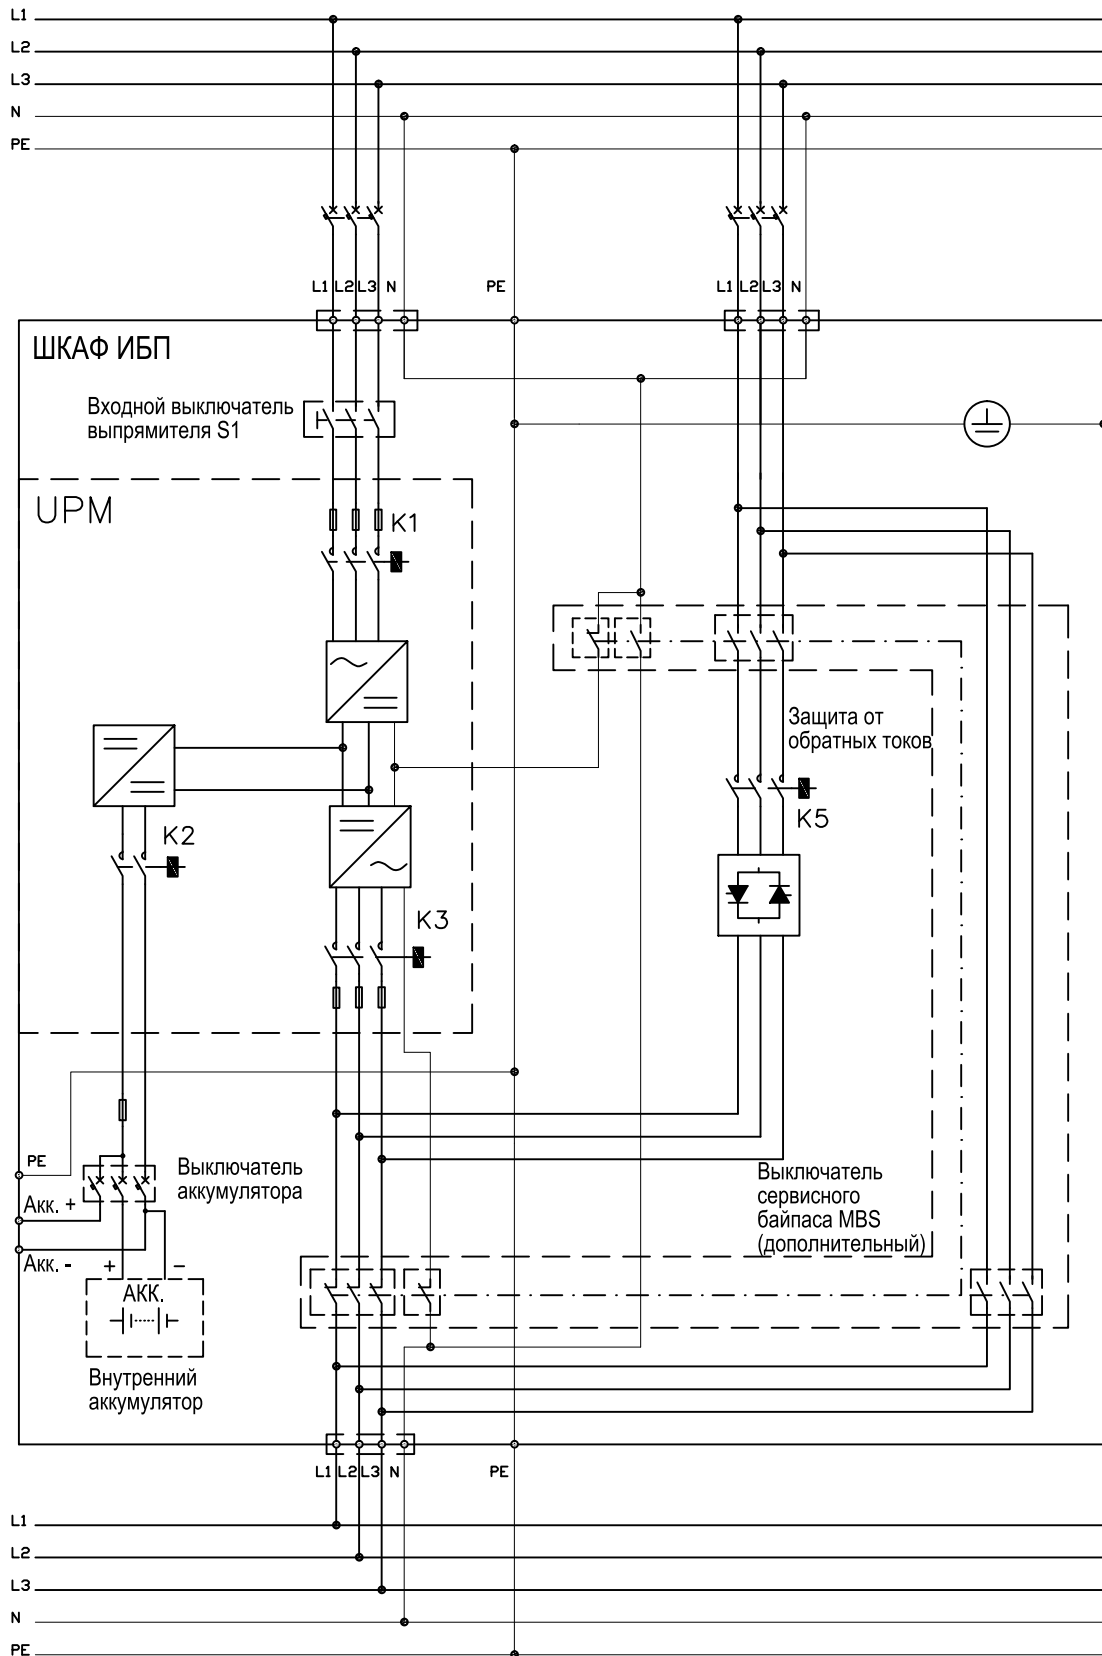 L1
L2
L3
N
PE
L1 L2 L3 N
PE
L1 L2 L3 N
ШКАФ ИБП
Входной выключатель
выпрямителя S1
UPM
K1
Защита от
обратных токов
K2
K5
K3
PE
Выключатель
аккумулятора
Выключатель
сервисного
байпаса MBS
(дополнительный)
Акк. +
Акк. -
+ –
АКК.
Внутренний
аккумулятор
L1 L2 L3 N
PE
L1
L2
L3
N
PE